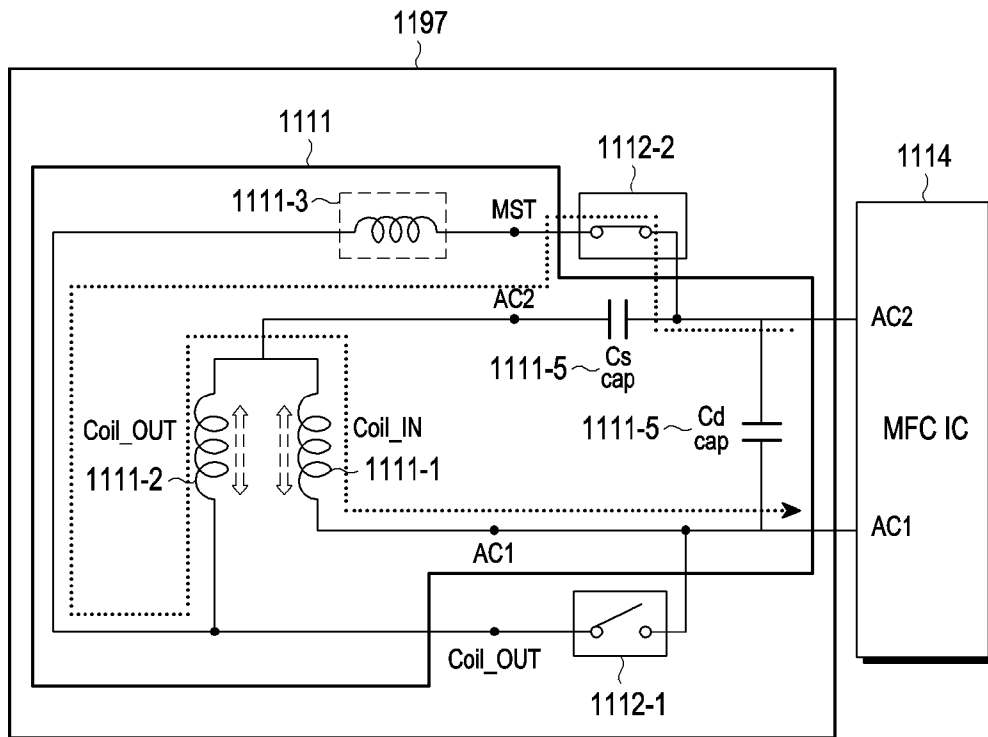 1197
1111
1112-2
1114
1111-3
MST
AC2
AC2
1111-5
Cs
cap
Coil_OUT
Coil_IN
1111-5
Cd
cap
MFC IC
1111-2
1111-1
AC1
AC1
Coil_OUT
1112-1